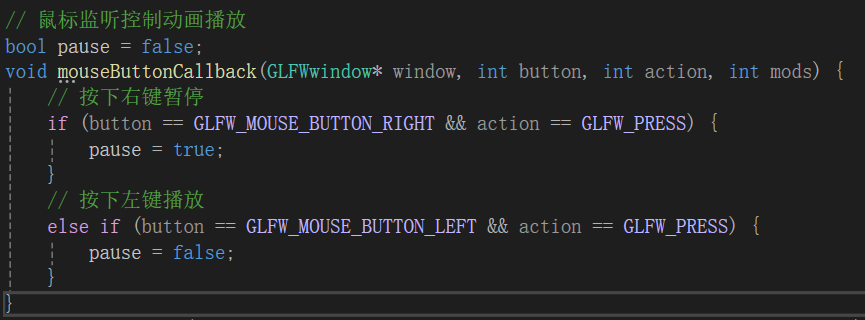 // 鼠标监听控制动画播放
bool pause = false;
void mouseButtonCallback(GLFWwindow* window, int button, int action, int mods) {
    // 按下右键暂停
    if (button == GLFW_MOUSE_BUTTON_RIGHT && action == GLFW_PRESS) {
        pause = true;
    }
    // 按下左键播放
    else if (button == GLFW_MOUSE_BUTTON_LEFT && action == GLFW_PRESS) {
        pause = false;
    }
}